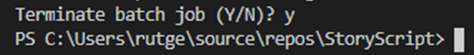 Terminate batch job (Y/N)? y
PS C:\Users\rutge\source\repos\StoryScript>